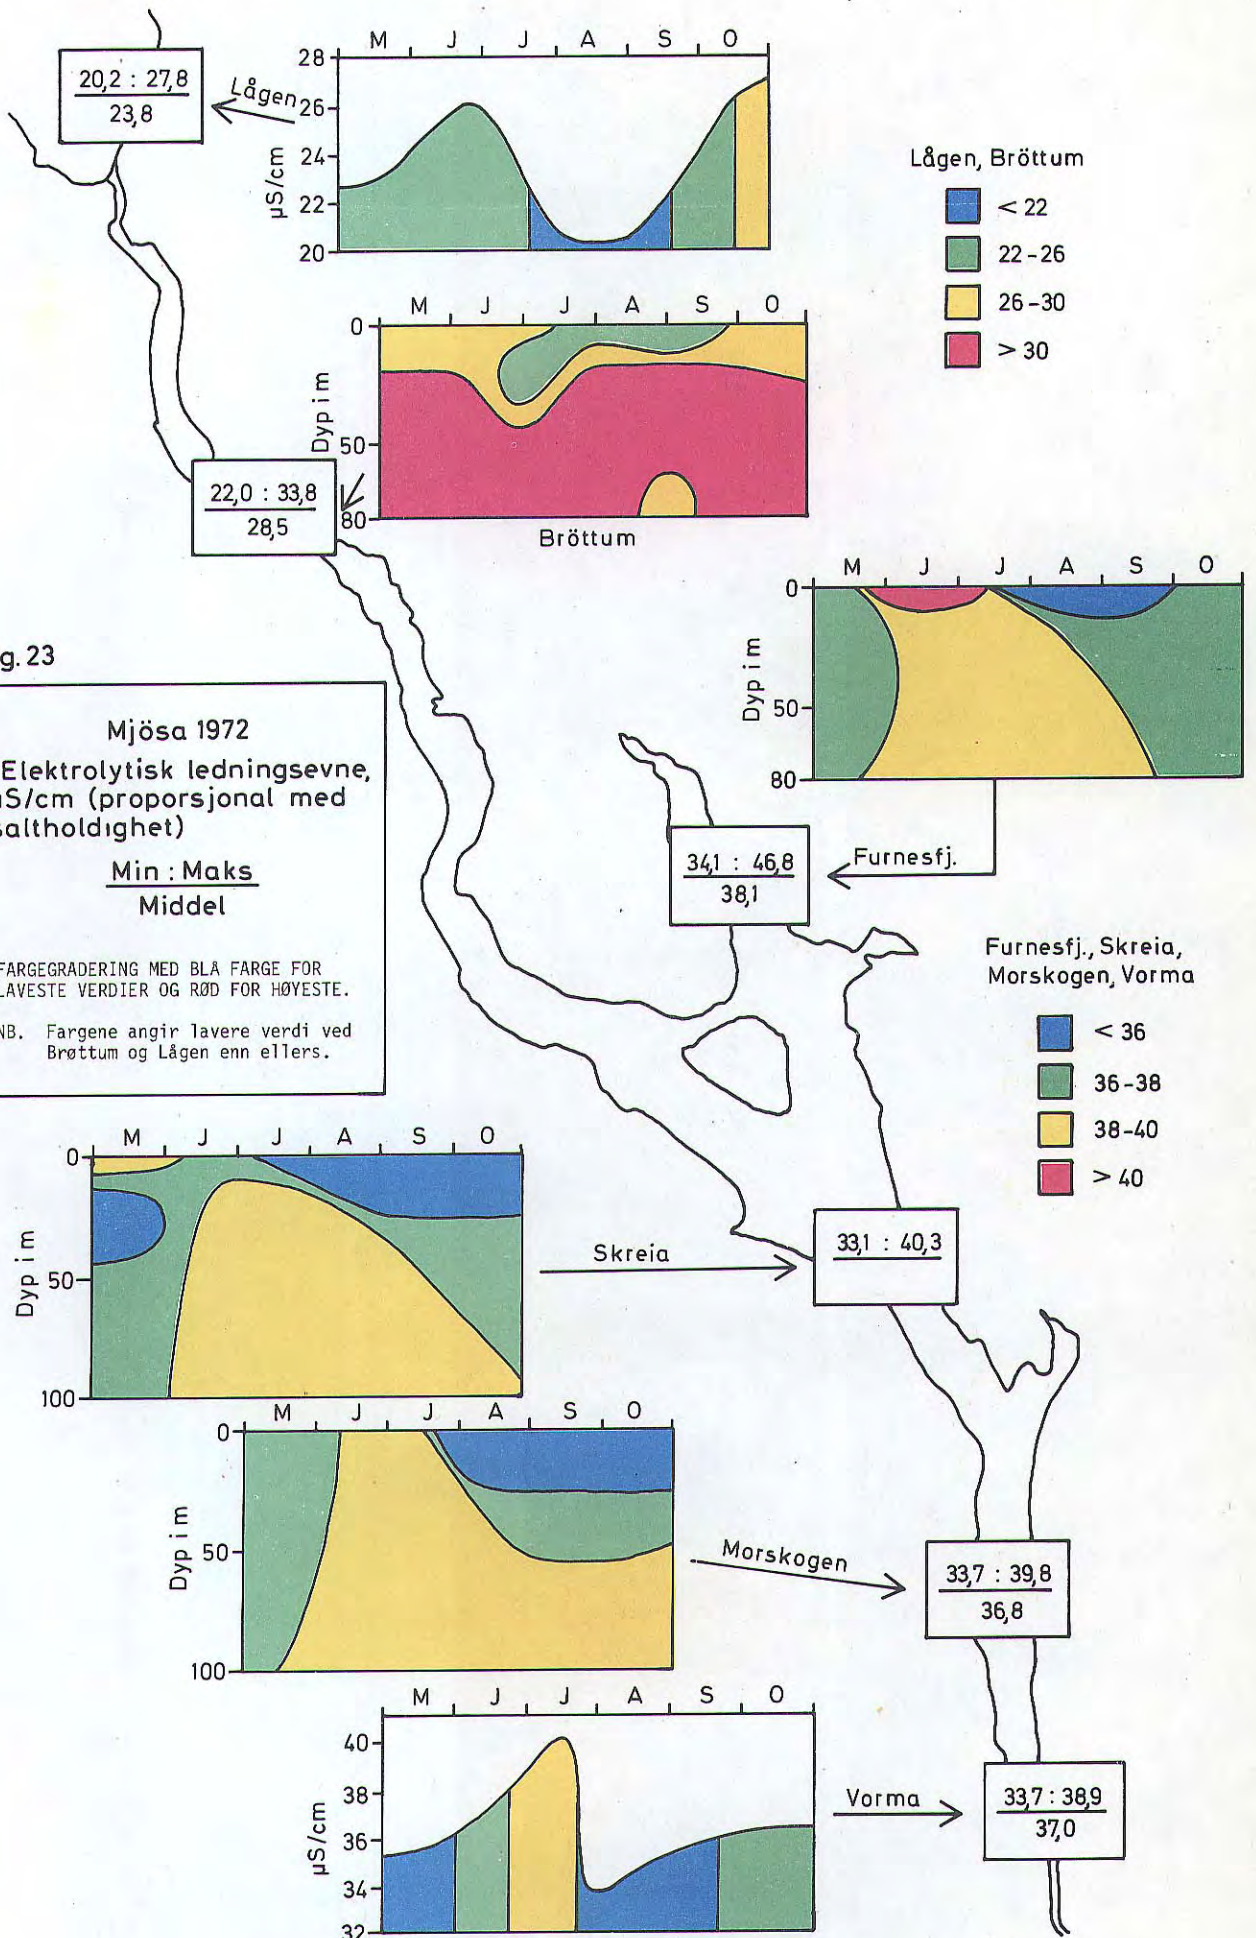 M J J A S O
28
26
24
22
20
µS/cm
20,2 : 27,8
23,8
Lågen
Lågen, Bröttum
< 22
22-26
26-30
> 30
M J J A S O
0
50
80
Dyp i m
Bröttum
22,0 : 33,8
28,5
M J J A S O
0
50
80
Dyp i m
Furnesfj.
34,1 : 46,8
38,1
g. 23
Mjösa 1972
Elektrolytisk ledningsevne,
µS/cm (proporsjonal med
saltholdighet)
Min : Maks
Middel
FARGEGRADERING MED BLÅ FARGE FOR
LAVESTE VERDIER OG RØD FOR HØYESTE.
NB. Fargene angir lavere verdi ved
Brøttum og Lågen enn ellers.
Furnesfj., Skreia,
Morskogen, Vorma
< 36
36-38
38-40
> 40
M J J A S O
0
50
100
Dyp i m
Skreia
33,1 : 40,3
M J J A S O
0
50
100
Dyp i m
Morskogen
33,7 : 39,8
36,8
M J J A S O
40
38
36
34
32
µS/cm
Vorma
33,7 : 38,9
37,0